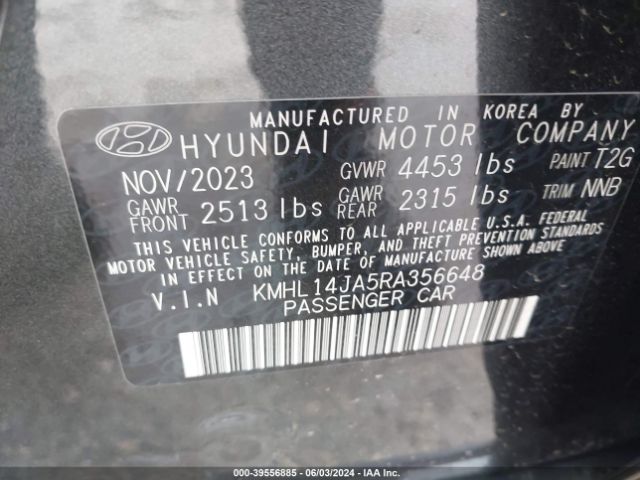 MANUFACTURED IN KOREA BY
HYUNDAI MOTOR COMPANY
NOV/2023 GVWR 4453 lbs PAINT T2G
GAWR FRONT 2513 lbs GAWR REAR 2315 lbs TRIM NNB
THIS VEHICLE CONFORMS TO ALL APPLICABLE U.S.A. FEDERAL
MOTOR VEHICLE SAFETY, BUMPER, AND THEFT PREVENTION STANDARDS
IN EFFECT ON THE DATE OF MANUFACTURE SHOWN ABOVE
V.I.N KMHL14JA5RA356648
PASSENGER CAR
000-39556885 - 06/03/2024 - IAAI.com